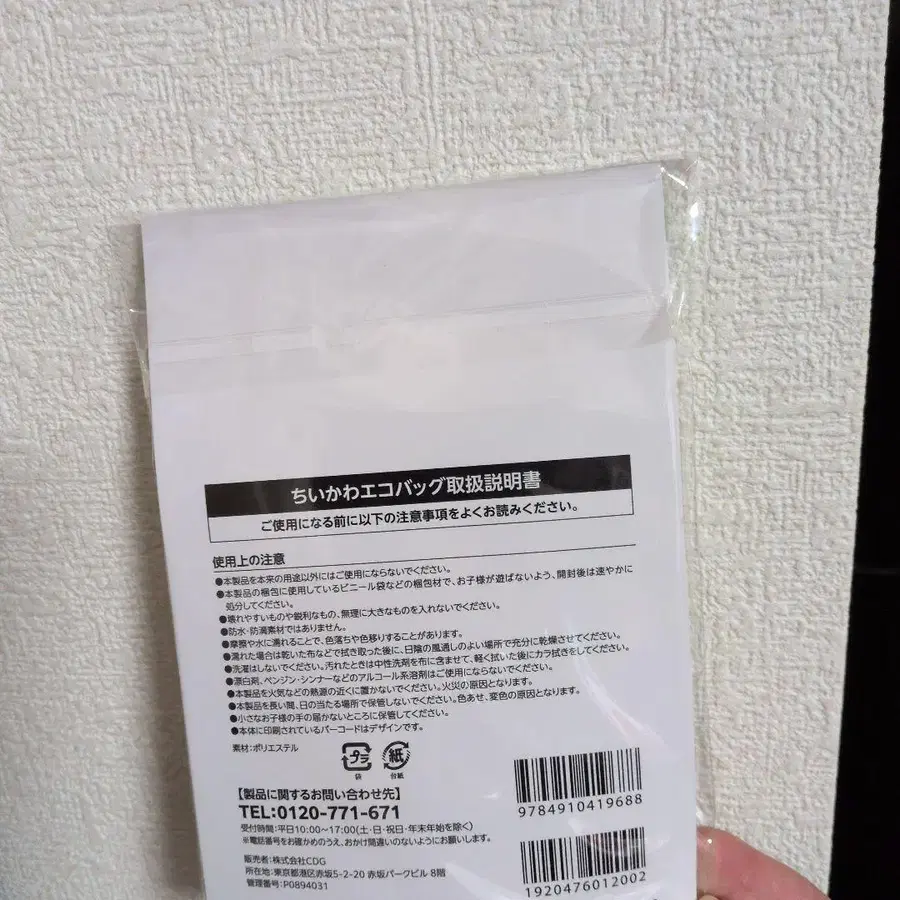 ちいかわエコバッグ取扱説明書
ご使用になる前に以下の注意事項をよくお読みください。
使用上の注意
●本製品を本来の用途以外にはご使用にならないでください。
●本製品の梱包に使用しているビニール袋などの梱包材で、お子様が遊ばないよう、開封後は速やかに
処分してください。
●壊れやすいものや鋭利なもの、無理に大きなものを入れないでください。
●防水・防滴素材ではありません。
●摩擦や水に濡れることで、色落ちや色移りすることがあります。
●濡れた場合は乾いた布などで拭き取った後に、日陰の風通しのよい場所で充分に乾燥させてください。
●洗濯はしないでください。汚れたときは中性洗剤を布に含ませて、軽く拭いた後にカラ拭きをしてください。
●漂白剤、ベンジン・シンナーなどのアルコール系溶剤はご使用にならないでください。
●本製品を火気などの熱源の近くに置かないでください。火災の原因となります。
●本製品を長い間、日の当たる場所で保管しないでください。色あせ、変色の原因となります。
●小さなお子様の手の届かないところに保管してください。
●本体に印刷されているバーコードはデザインです。
素材：ポリエステル
プラ 紙
袋 台紙
【製品に関するお問い合わせ先】
TEL:0120-771-671
受付時間：平日10:00〜17:00(土・日・祝日・年末年始を除く)
※電話番号をお確かめのうえ、おかけ間違いのないようにお願いします。
販売者：株式会社CDG
所在地：東京都港区赤坂5-2-20 赤坂パークビル 8階
管理番号：P0894031
9784910419688
1920476012002